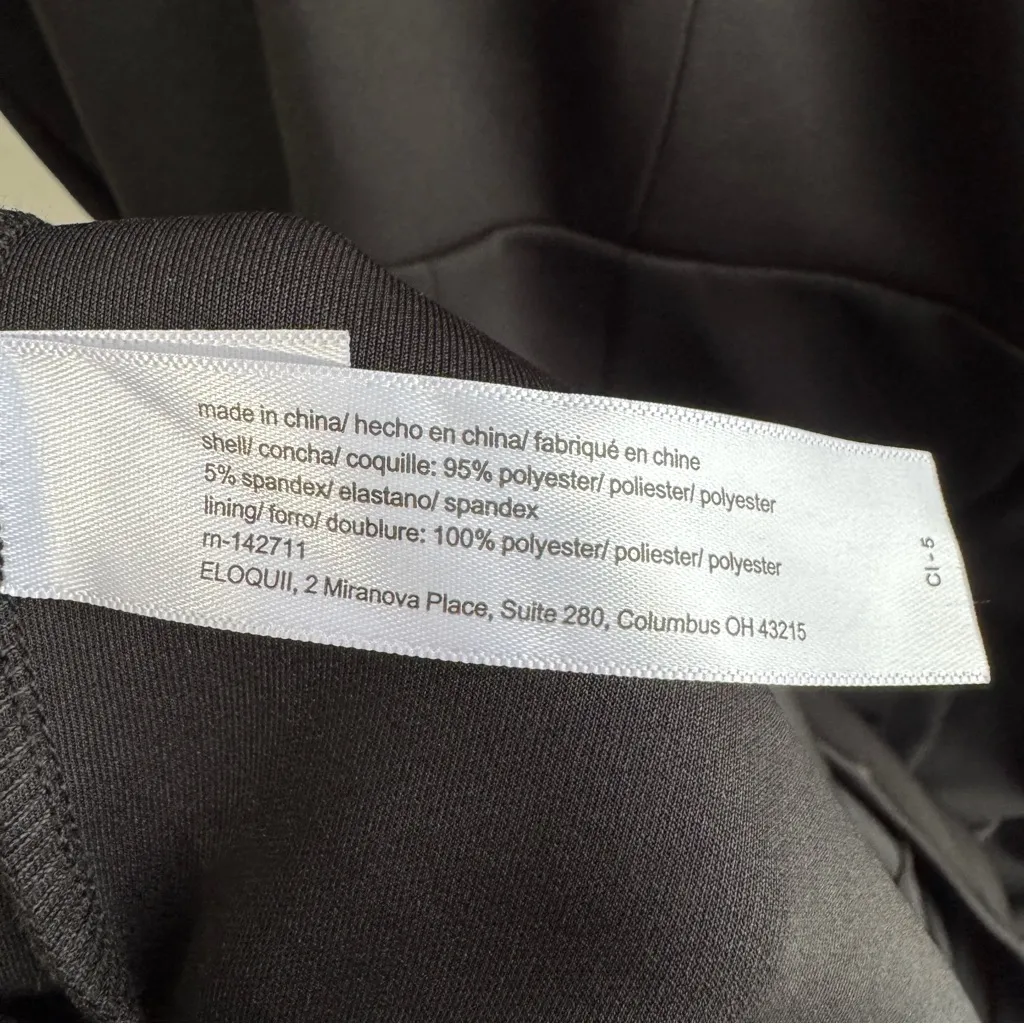 made in china/ hecho en china/ fabriqué en chine
shell/ concha/ coquille: 95% polyester/ poliester/ polyester
5% spandex/ elastano/ spandex
lining/ forro/ doublure: 100% polyester/ poliester/ polyester
rn-142711
ELOQUII, 2 Miranova Place, Suite 280, Columbus OH 43215
CI - 5